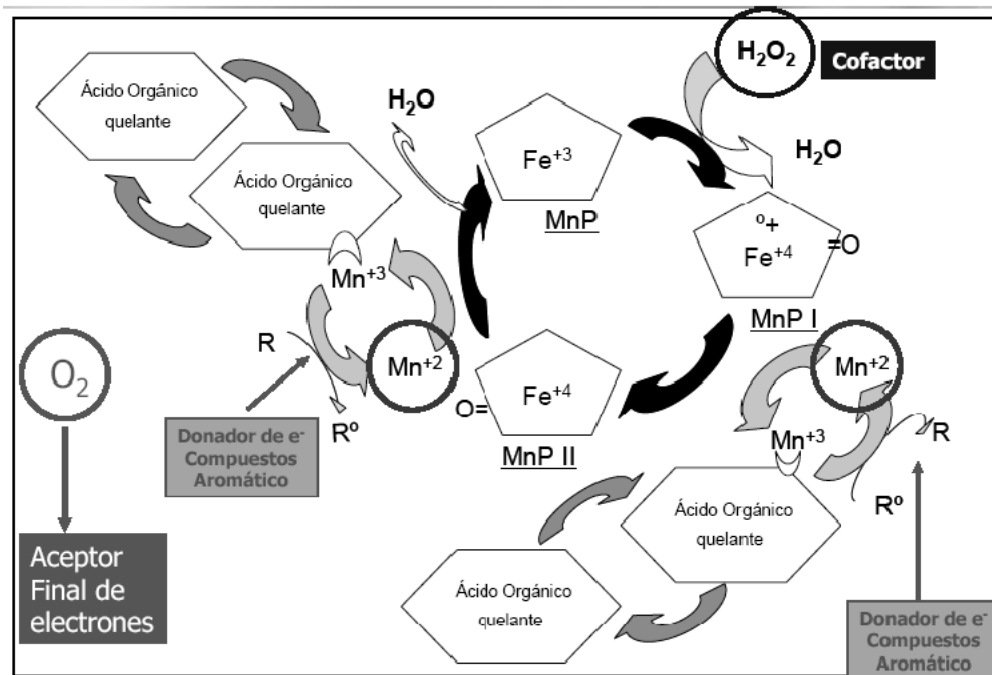 H2O2
Cofactor
Ácido Orgánico
quelante
H2O
Fe+3
MnP
H2O
Ácido Orgánico
quelante
º+
Fe+4
=O
MnP I
Mn+3
R
Mn+2
Rº
O2
O=
Fe+4
MnP II
Mn+2
Mn+3
R
Rº
Donador de e-
Compuestos
Aromático
Ácido Orgánico
quelante
Ácido Orgánico
quelante
Aceptor
Final de
electrones
Donador de e-
Compuestos
Aromático